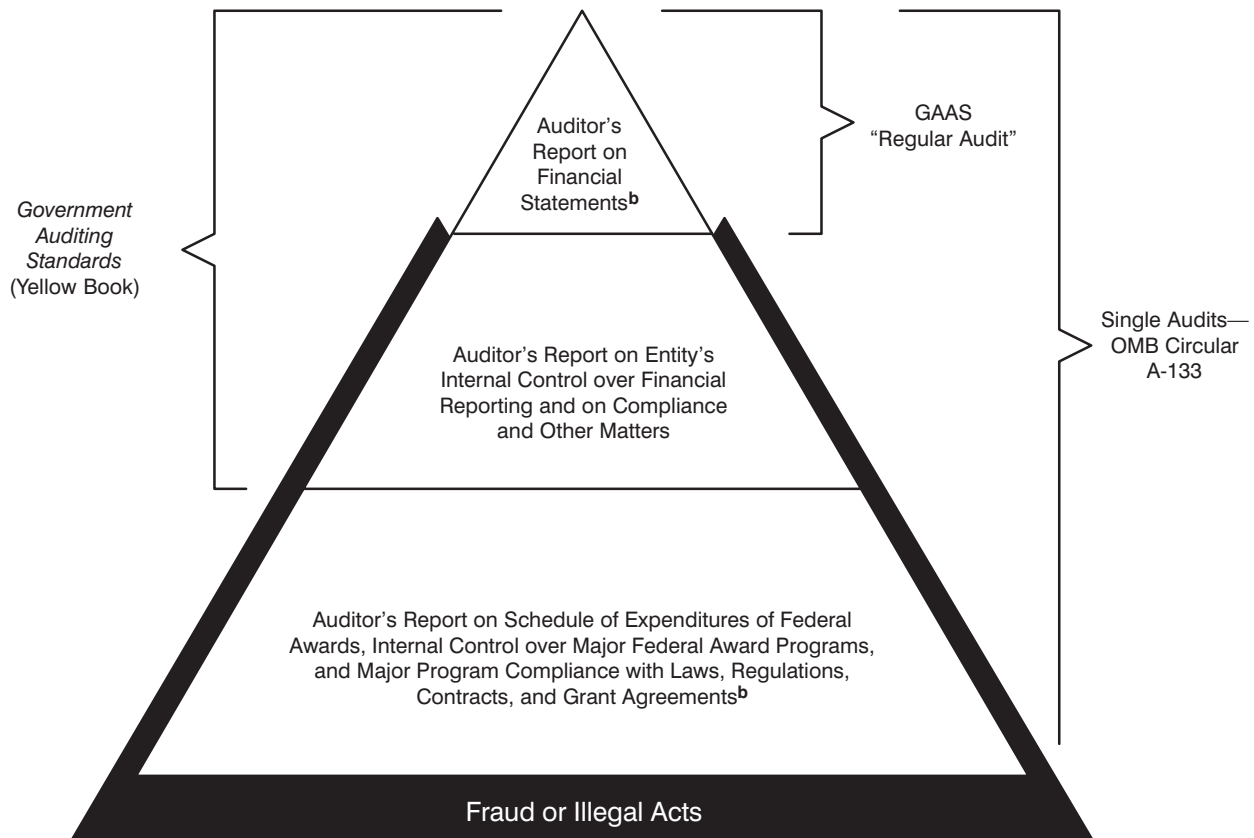 Auditor’s
Report on
Financial
Statementsb
GAAS
“Regular Audit”
Government
Auditing
Standards
(Yellow Book)
Auditor’s Report on Entity’s
Internal Control over Financial
Reporting and on Compliance
and Other Matters
Single Audits—
OMB Circular
A-133
Auditor’s Report on Schedule of Expenditures of Federal
Awards, Internal Control over Major Federal Award Programs,
and Major Program Compliance with Laws, Regulations,
Contracts, and Grant Agreementsb
Fraud or Illegal Acts